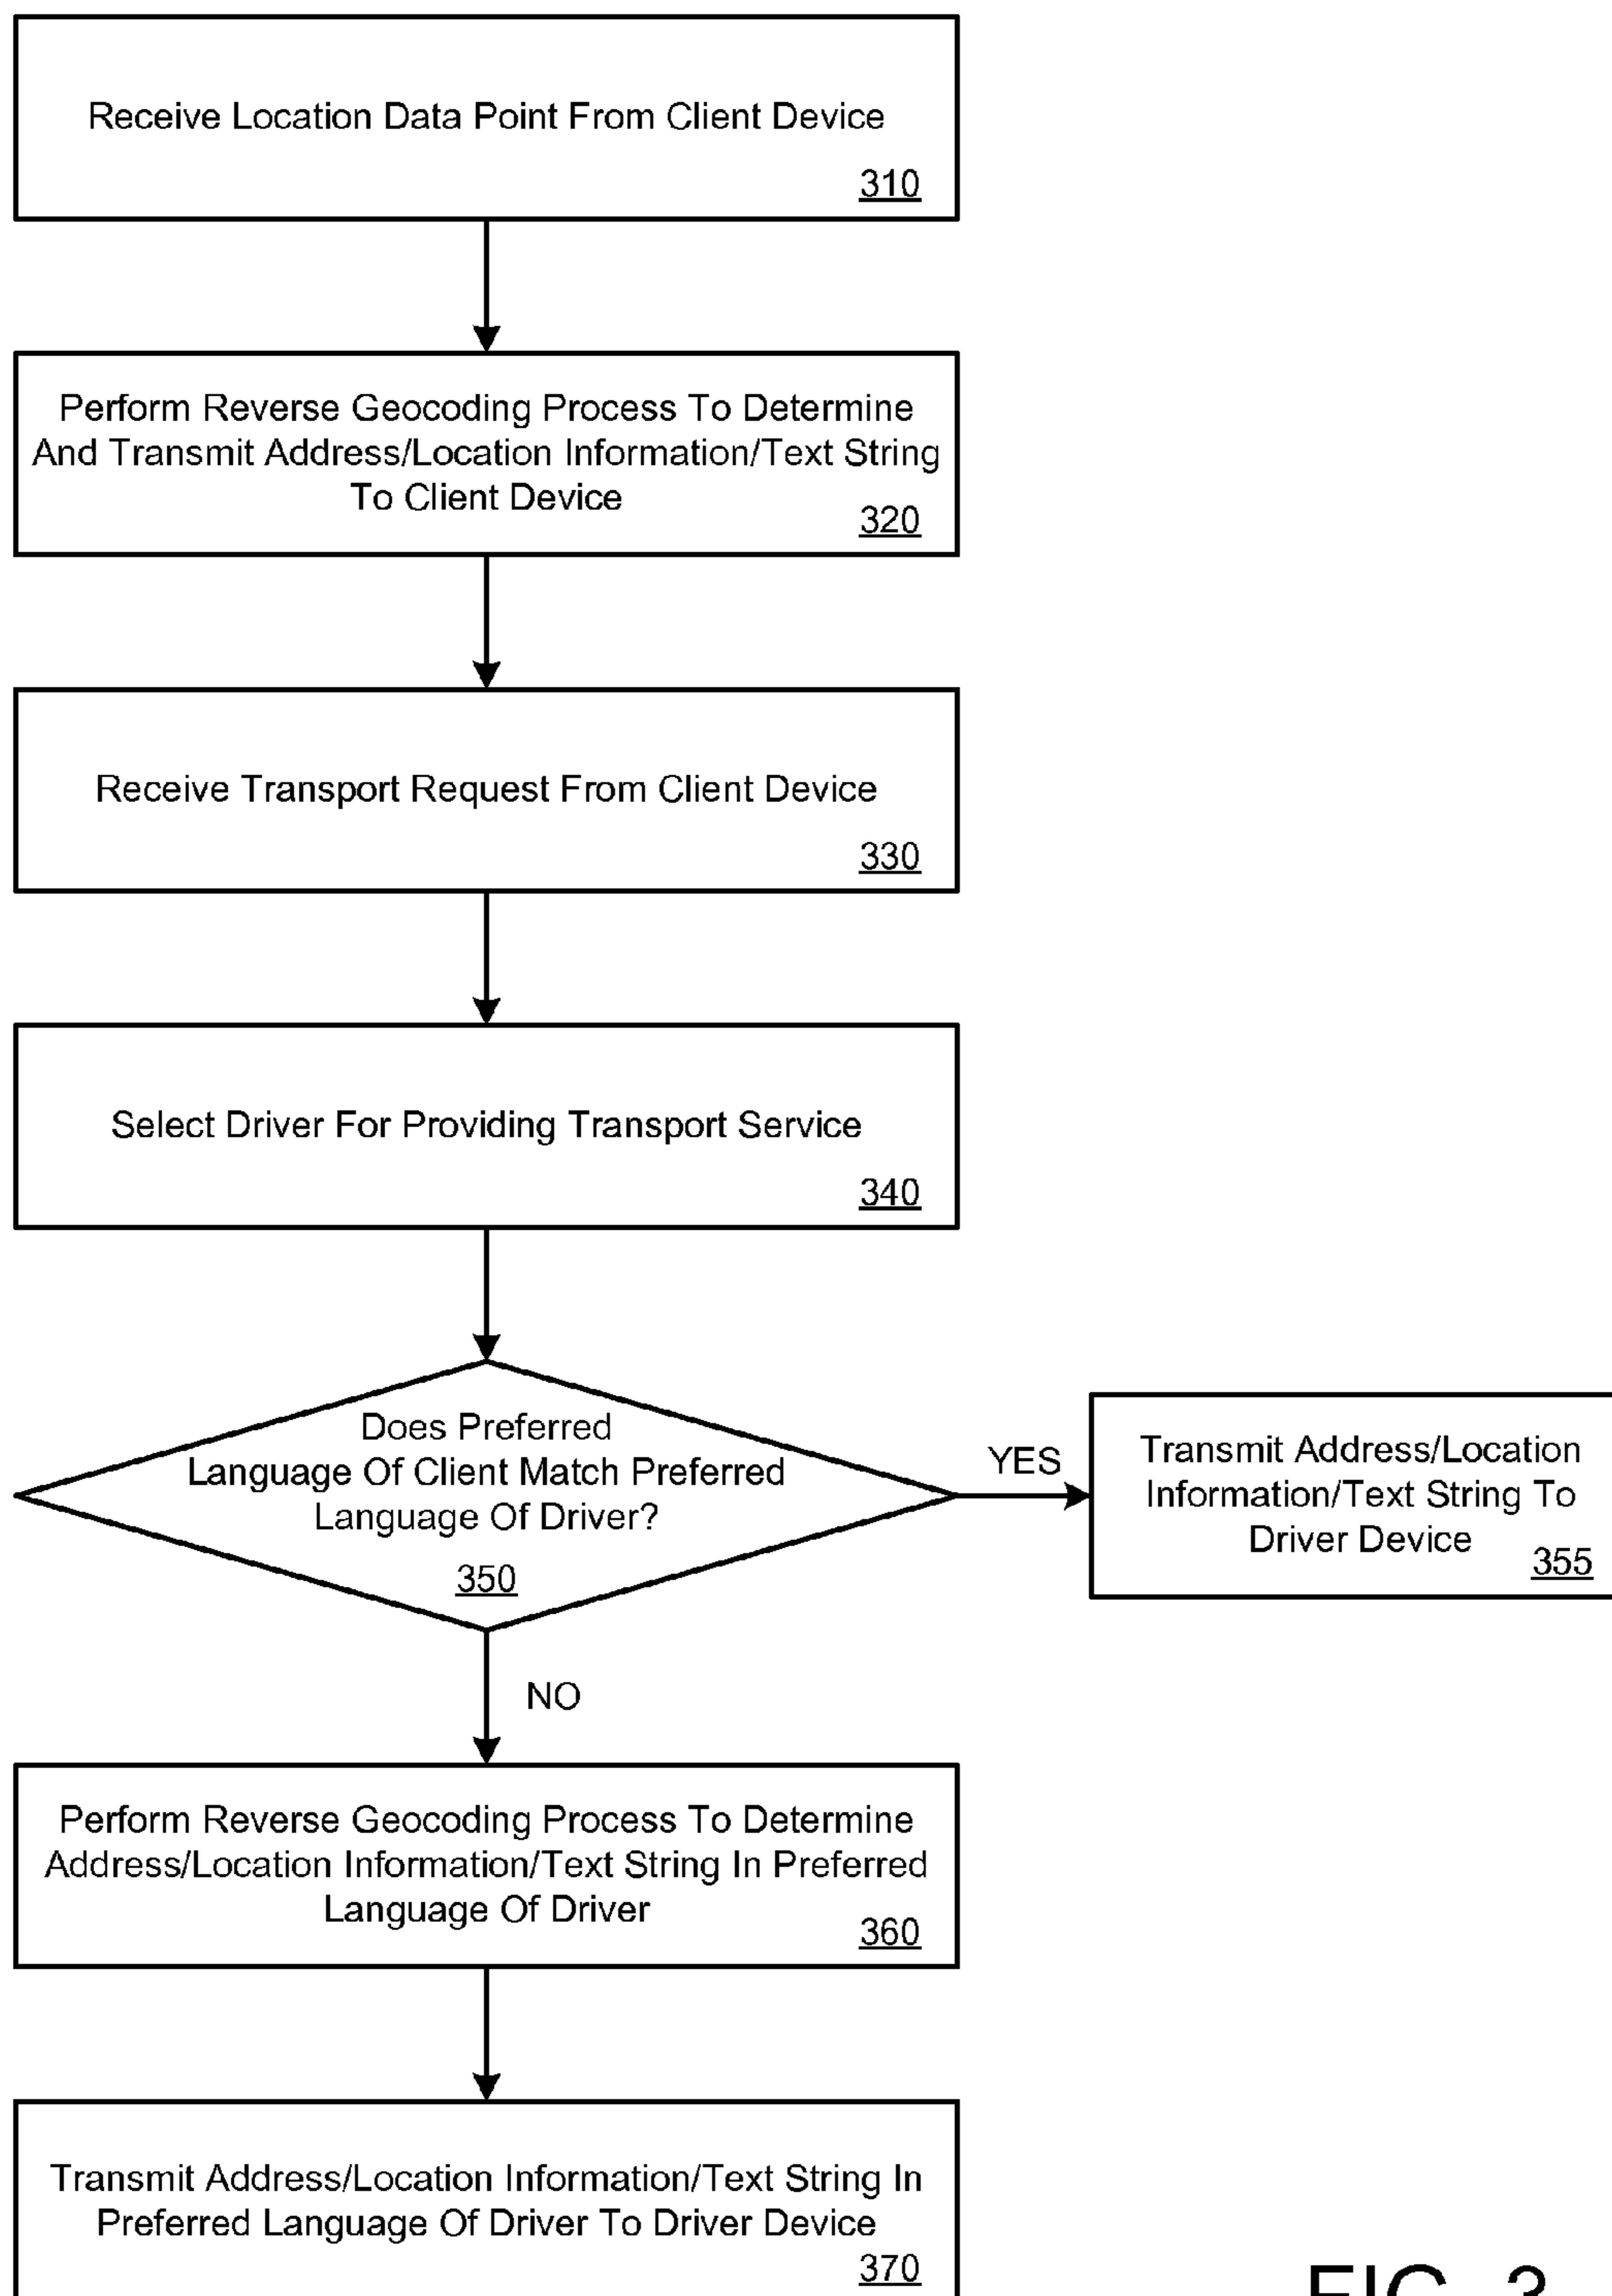 Receive Location Data Point From Client Device
310
Perform Reverse Geocoding Process To Determine
And Transmit Address/Location Information/Text String
To Client Device
320
Receive Transport Request From Client Device
330
Select Driver For Providing Transport Service
340
Does Preferred
Language Of Client Match Preferred
Language Of Driver?
350
YES
Transmit Address/Location
Information/Text String To
Driver Device
355
NO
Perform Reverse Geocoding Process To Determine
Address/Location Information/Text String In Preferred
Language Of Driver
360
Transmit Address/Location Information/Text String In
Preferred Language Of Driver To Driver Device
370
FIG. 3